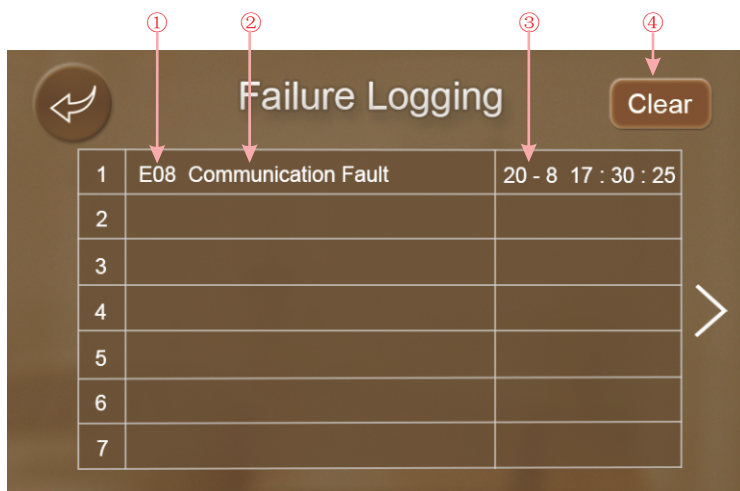 ① ② ③ ④
Failure Logging
Clear
1 E08 Communication Fault 20 - 8 17 : 30 : 25
2
3
4
5
6
7